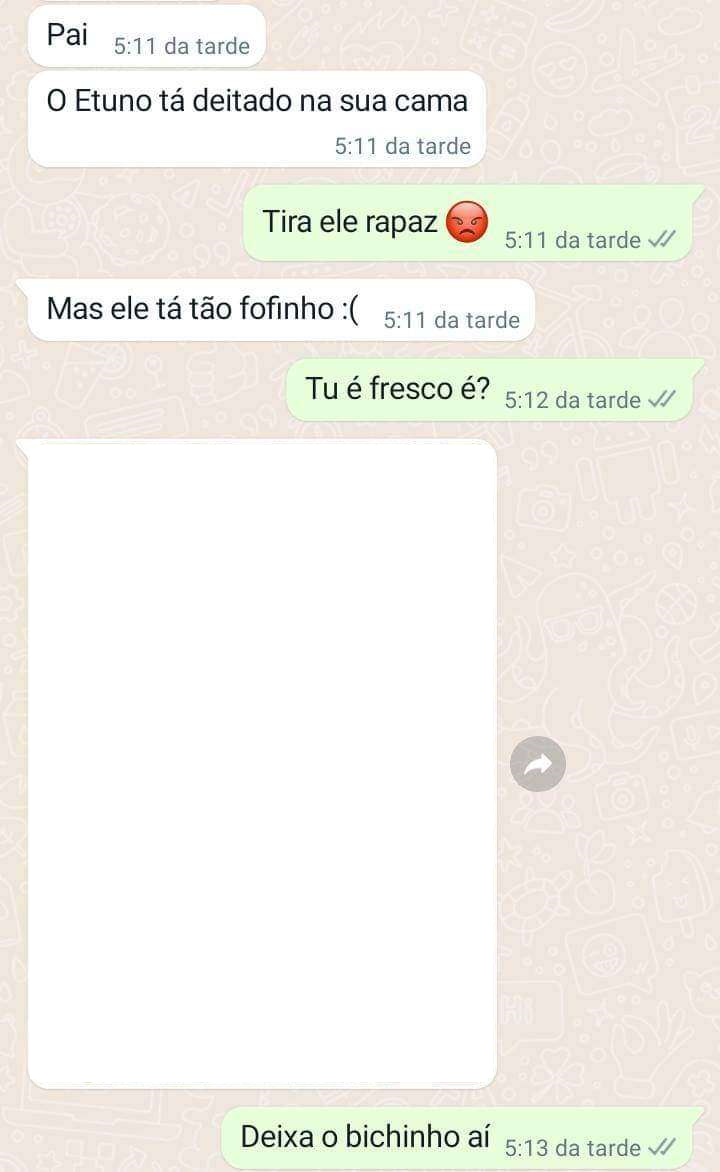 Pai 5:11 da tarde
O Etuno tá deitado na sua cama
5:11 da tarde
Tira ele rapaz 😡 5:11 da tarde
Mas ele tá tão fofinho :( 5:11 da tarde
Tu é fresco é? 5:12 da tarde
Deixa o bichinho aí 5:13 da tarde